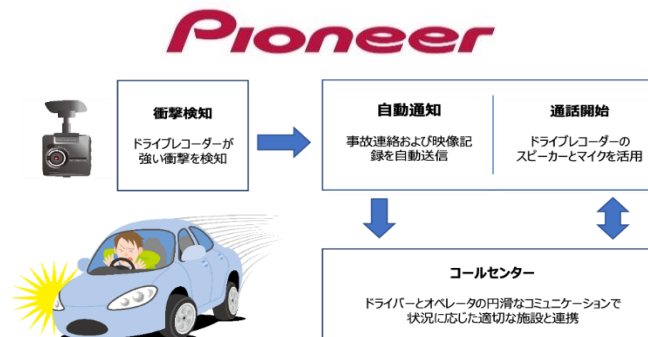 Pioneer
衝撃検知
ドライブレコーダーが
強い衝撃を検知
自動通知
事故連絡および映像記
録を自動送信
通話開始
ドライブレコーダーの
スピーカーとマイクを活用
コールセンター
ドライバーとオペレータの円滑なコミュニケーションで
状況に応じた適切な施設と連携